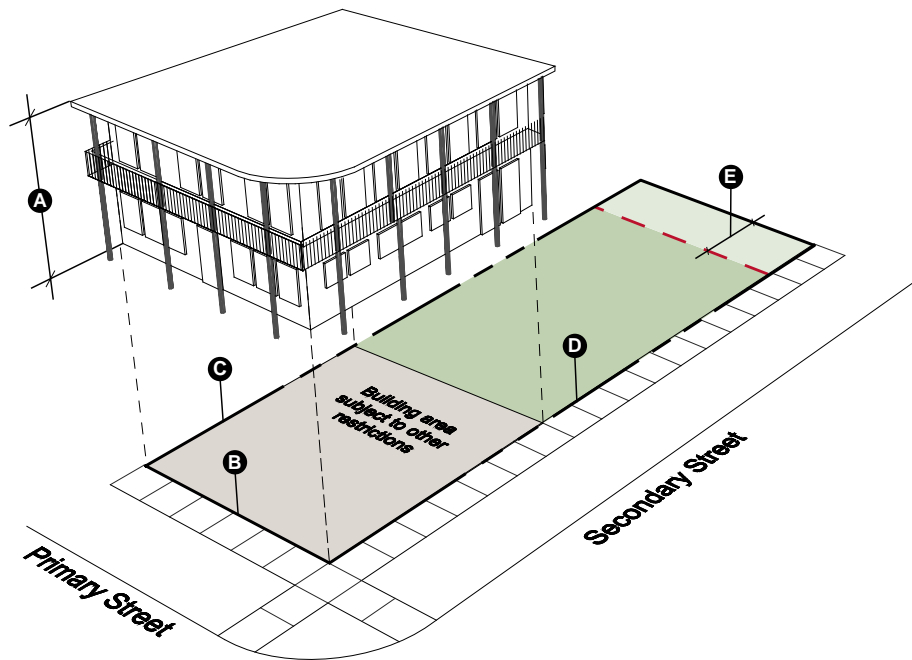 A
E
D
C
Building area
subject to other
restrictions
B
Secondary Street
Primary Street